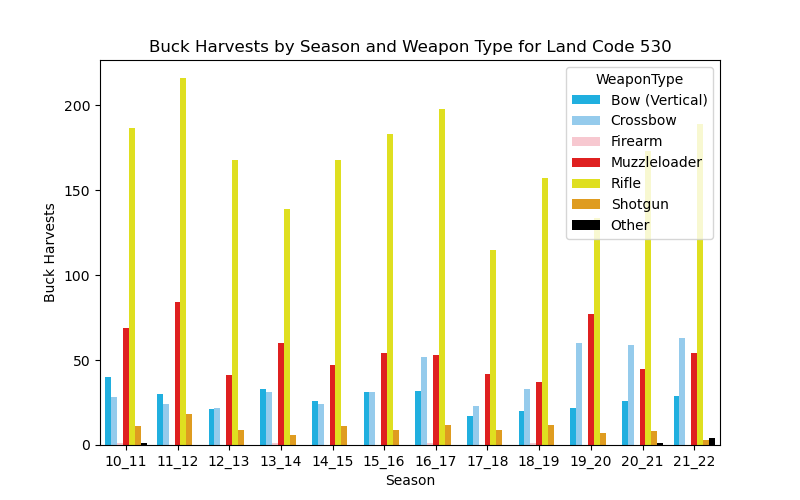 Buck Harvests by Season and Weapon Type for Land Code 530
WeaponType
Bow (Vertical)
Crossbow
Firearm
Muzzleloader
Rifle
Shotgun
Other
Buck Harvests
200
150
100
50
0
10_11 11_12 12_13 13_14 14_15 15_16 16_17 17_18 18_19 19_20 20_21 21_22
Season